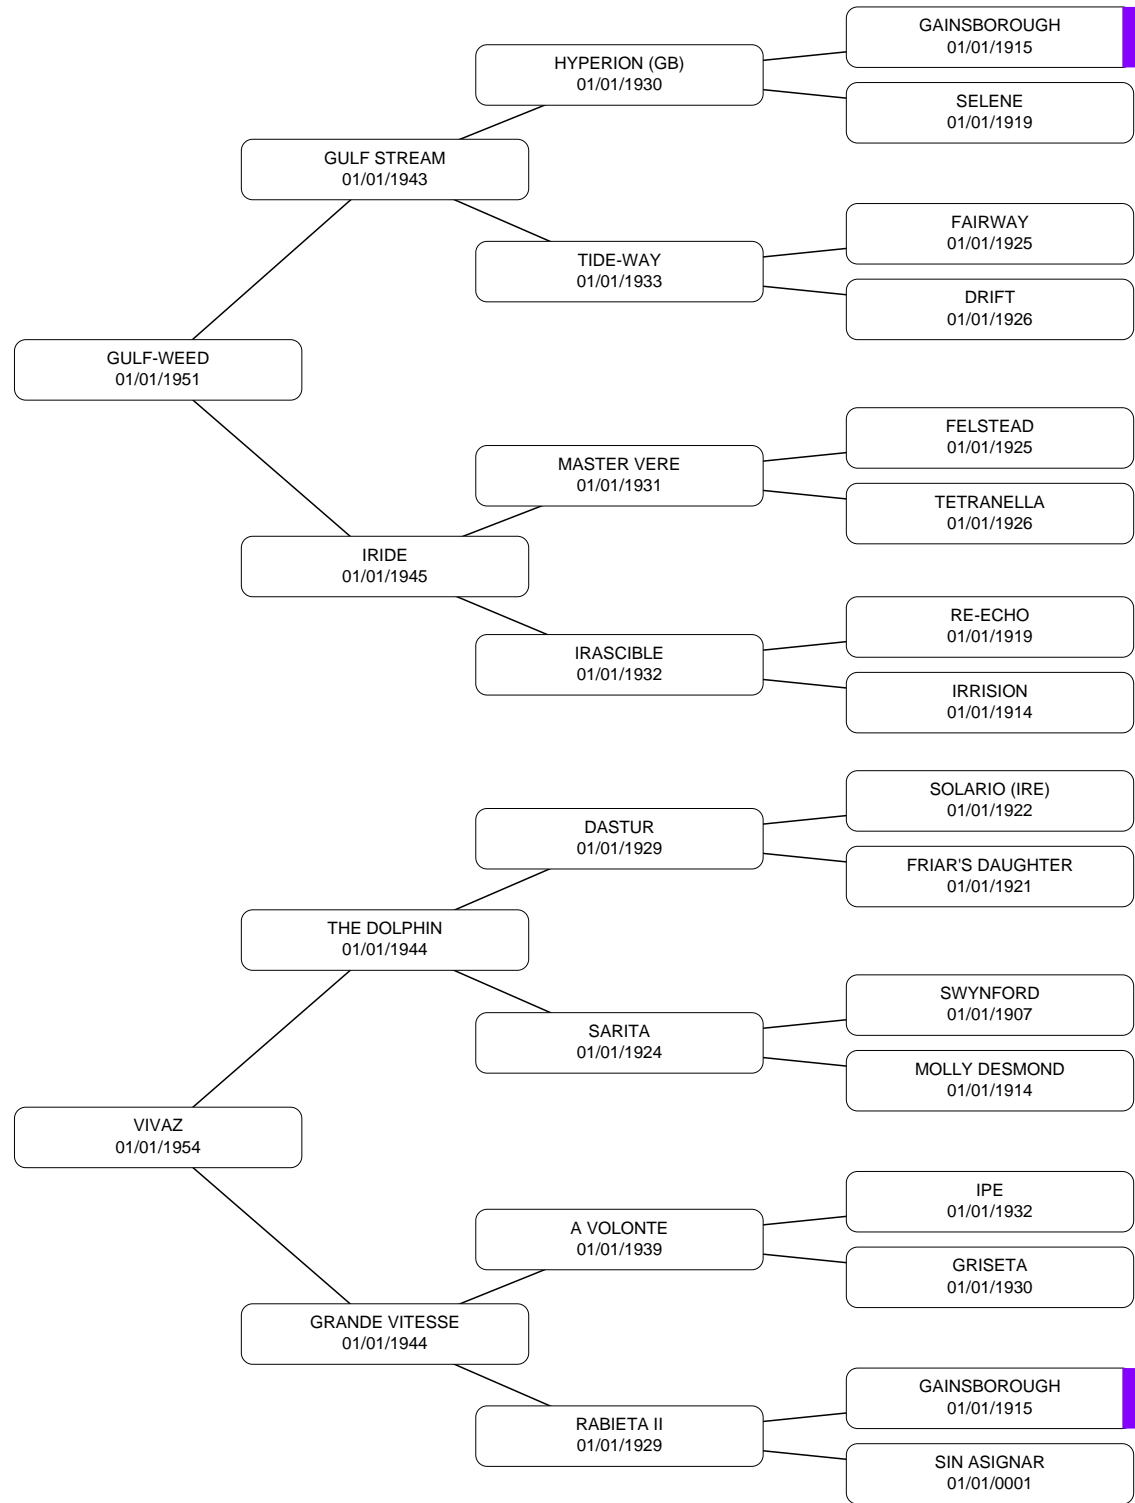 GAINSBOROUGH
01/01/1915
HYPERION (GB)
01/01/1930
SELENE
01/01/1919
GULF STREAM
01/01/1943
FAIRWAY
01/01/1925
TIDE-WAY
01/01/1933
DRIFT
01/01/1926
GULF-WEED
01/01/1951
FELSTEAD
01/01/1925
MASTER VERE
01/01/1931
TETRANELLA
01/01/1926
IRIDE
01/01/1945
RE-ECHO
01/01/1919
IRASCIBLE
01/01/1932
IRRISION
01/01/1914
SOLARIO (IRE)
01/01/1922
DASTUR
01/01/1929
FRIAR'S DAUGHTER
01/01/1921
THE DOLPHIN
01/01/1944
SWYNFORD
01/01/1907
SARITA
01/01/1924
MOLLY DESMOND
01/01/1914
VIVAZ
01/01/1954
IPE
01/01/1932
A VOLONTE
01/01/1939
GRISETA
01/01/1930
GRANDE VITESSE
01/01/1944
GAINSBOROUGH
01/01/1915
RABIETA II
01/01/1929
SIN ASIGNAR
01/01/0001